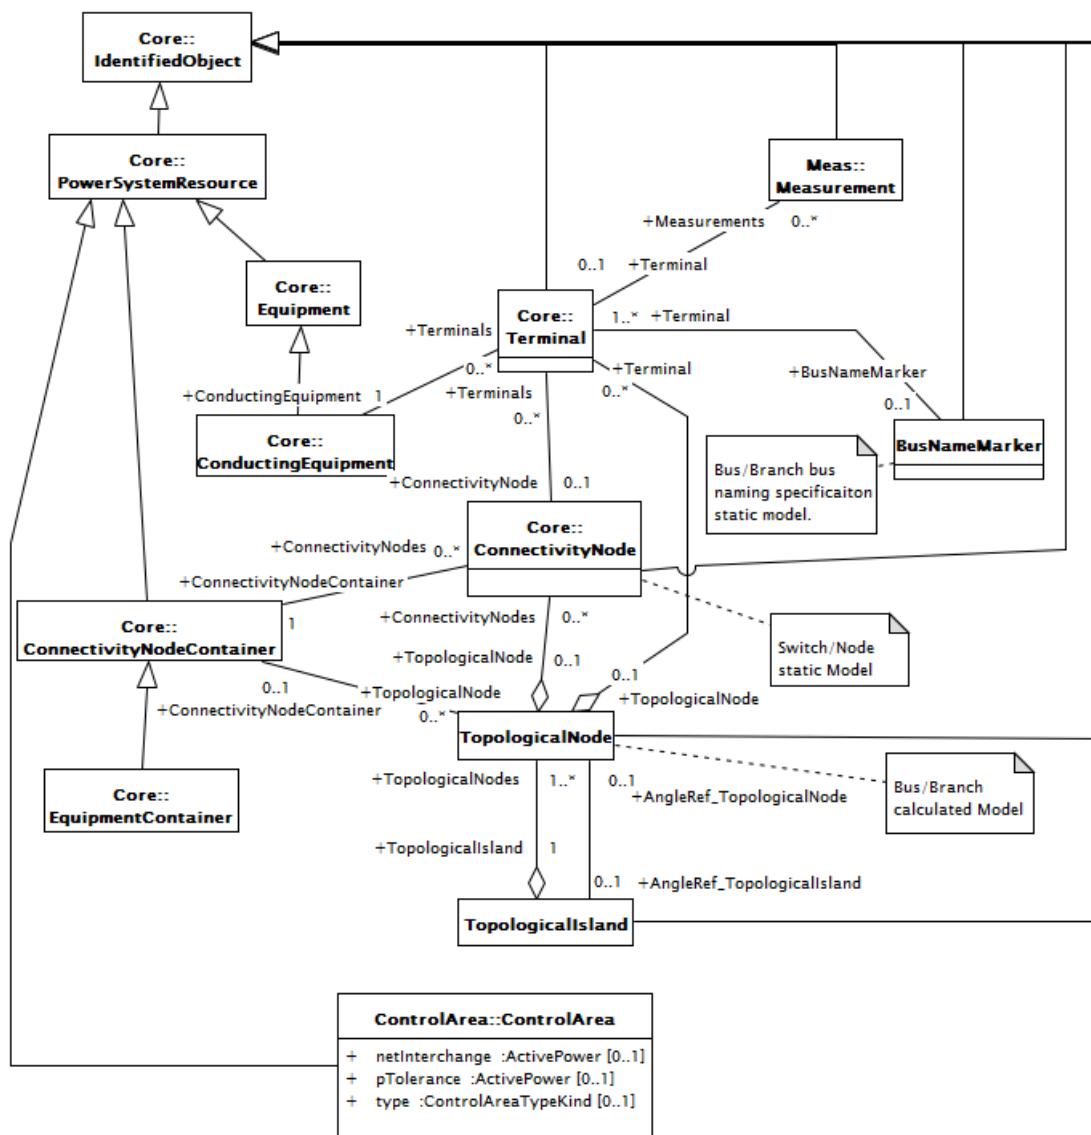 Core::
IdentifiedObject
Core::
PowerSystemResource
Meas::
Measurement
+Measurements 0..*
0..1 +Terminal
Core::
Equipment
Core::
Terminal
1..* +Terminal
+Terminals
0..*
+Terminal
0..*
+BusNameMarker
0..1
+ConductingEquipment 1
+Terminals
0..*
Core::
ConductingEquipment
BusNameMarker
Bus/Branch bus
naming specificaiton
static model.
+ConnectivityNode 0..1
Core::
ConnectivityNode
+ConnectivityNodes 0..*
+ConnectivityNodeContainer
1
Core::
ConnectivityNodeContainer
+ConnectivityNodes 0..*
Switch/Node
static Model
+TopologicalNode 0..1
0..1
+TopologicalNode
0..1
+ConnectivityNodeContainer
+TopologicalNode
0..*
TopologicalNode
Core::
EquipmentContainer
+TopologicalNodes 1..*
0..1
+AngleRef_TopologicalNode
Bus/Branch
calculated Model
+TopologicalIsland 1
0..1 +AngleRef_TopologicalIsland
TopologicalIsland
ControlArea::ControlArea
+ netInterchange :ActivePower [0..1]
+ pTolerance :ActivePower [0..1]
+ type :ControlAreaTypeKind [0..1]